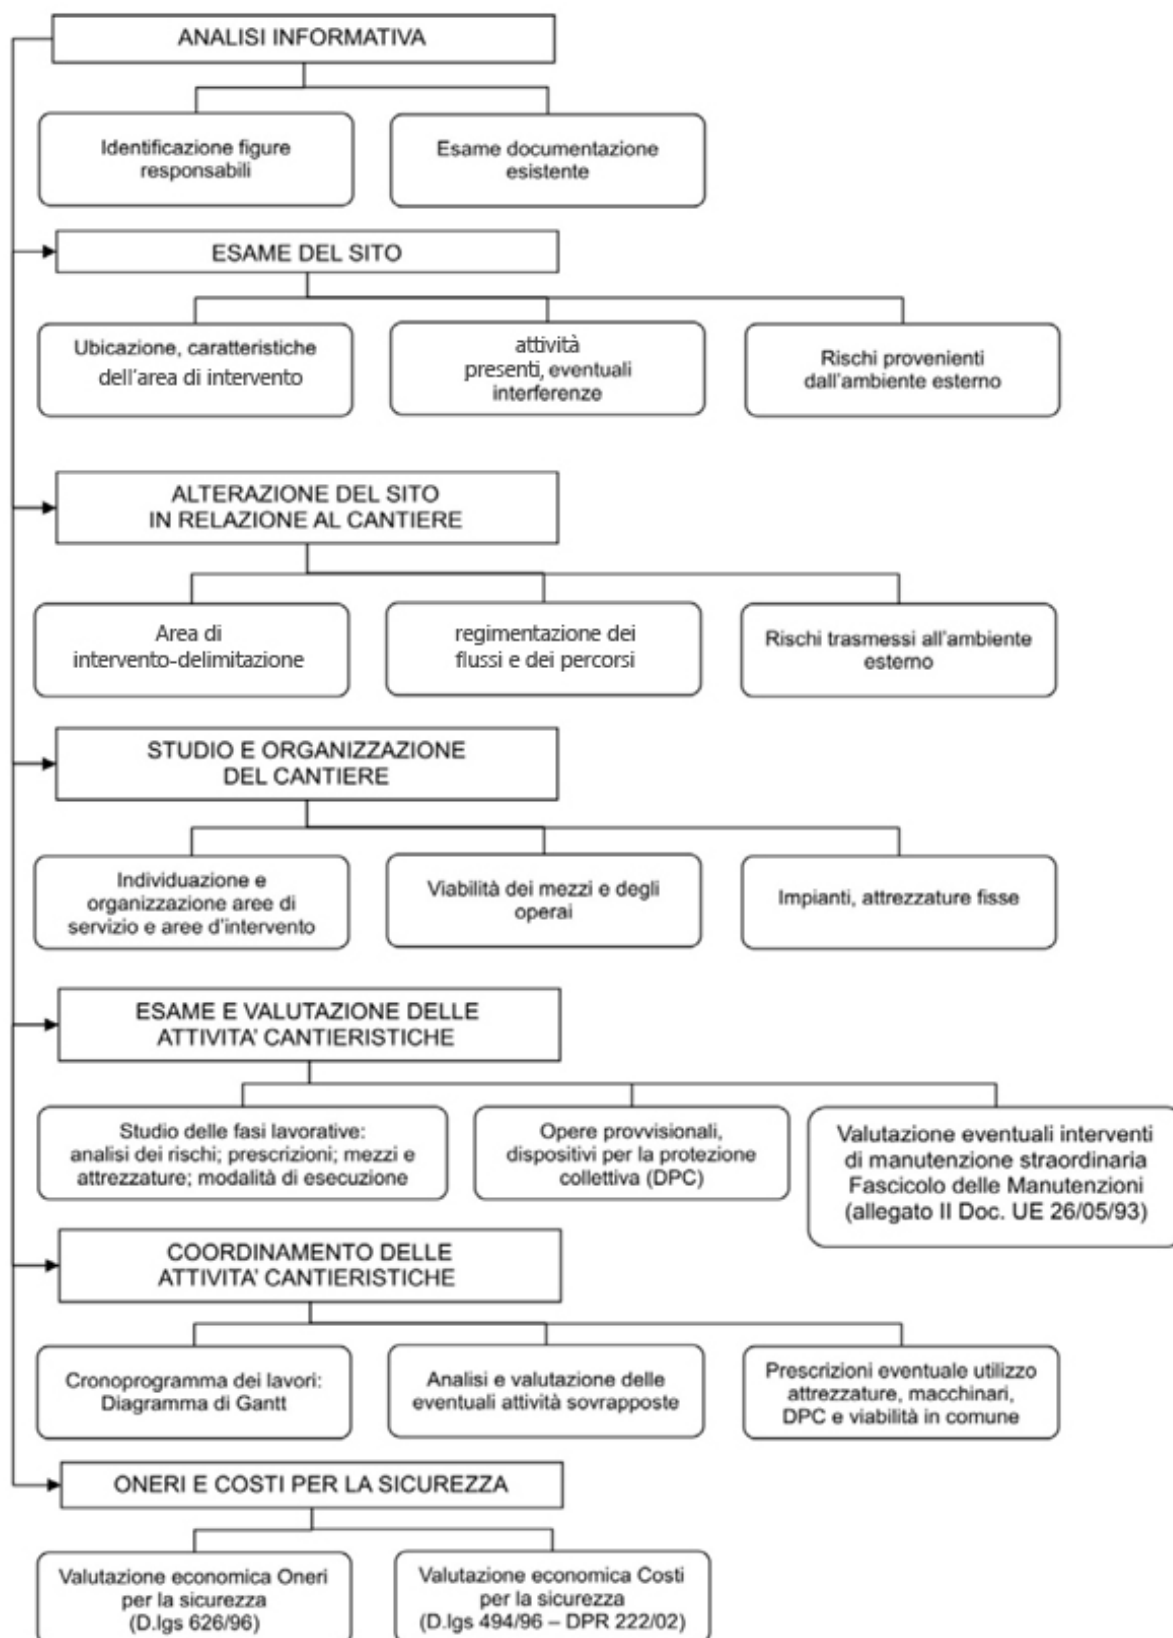 ANALISI INFORMATIVA
Identificazione figure
responsabili
Esame documentazione
esistente
ESAME DEL SITO
Ubicazione, caratteristiche
dell'area di intervento
attività
presenti, eventuali
interferenze
Rischi provenienti
dall'ambiente esterno
ALTERAZIONE DEL SITO
IN RELAZIONE AL CANTIERE
Area di
intervento-delimitazione
regimentazione dei
flussi e dei percorsi
Rischi trasmessi all'ambiente
esterno
STUDIO E ORGANIZZAZIONE
DEL CANTIERE
Individuazione e
organizzazione aree di
servizio e aree d'intervento
Viabilità dei mezzi e degli
operai
Impianti, attrezzature fisse
ESAME E VALUTAZIONE DELLE
ATTIVITA' CANTIERISTICHE
Studio delle fasi lavorative:
analisi dei rischi; prescrizioni; mezzi e
attrezzature; modalità di esecuzione
Opere provvisionali,
dispositivi per la protezione
collettiva (DPC)
Valutazione eventuali interventi
di manutenzione straordinaria
Fascicolo delle Manutenzioni
(allegato II Doc. UE 26/05/93)
COORDINAMENTO DELLE
ATTIVITA' CANTIERISTICHE
Cronoprogramma dei lavori:
Diagramma di Gantt
Analisi e valutazione delle
eventuali attività sovrapposte
Prescrizioni eventuale utilizzo
attrezzature, macchinari,
DPC e viabilità in comune
ONERI E COSTI PER LA SICUREZZA
Valutazione economica Oneri
per la sicurezza
(D.lgs 626/96)
Valutazione economica Costi
per la sicurezza
(D.lgs 494/96 – DPR 222/02)